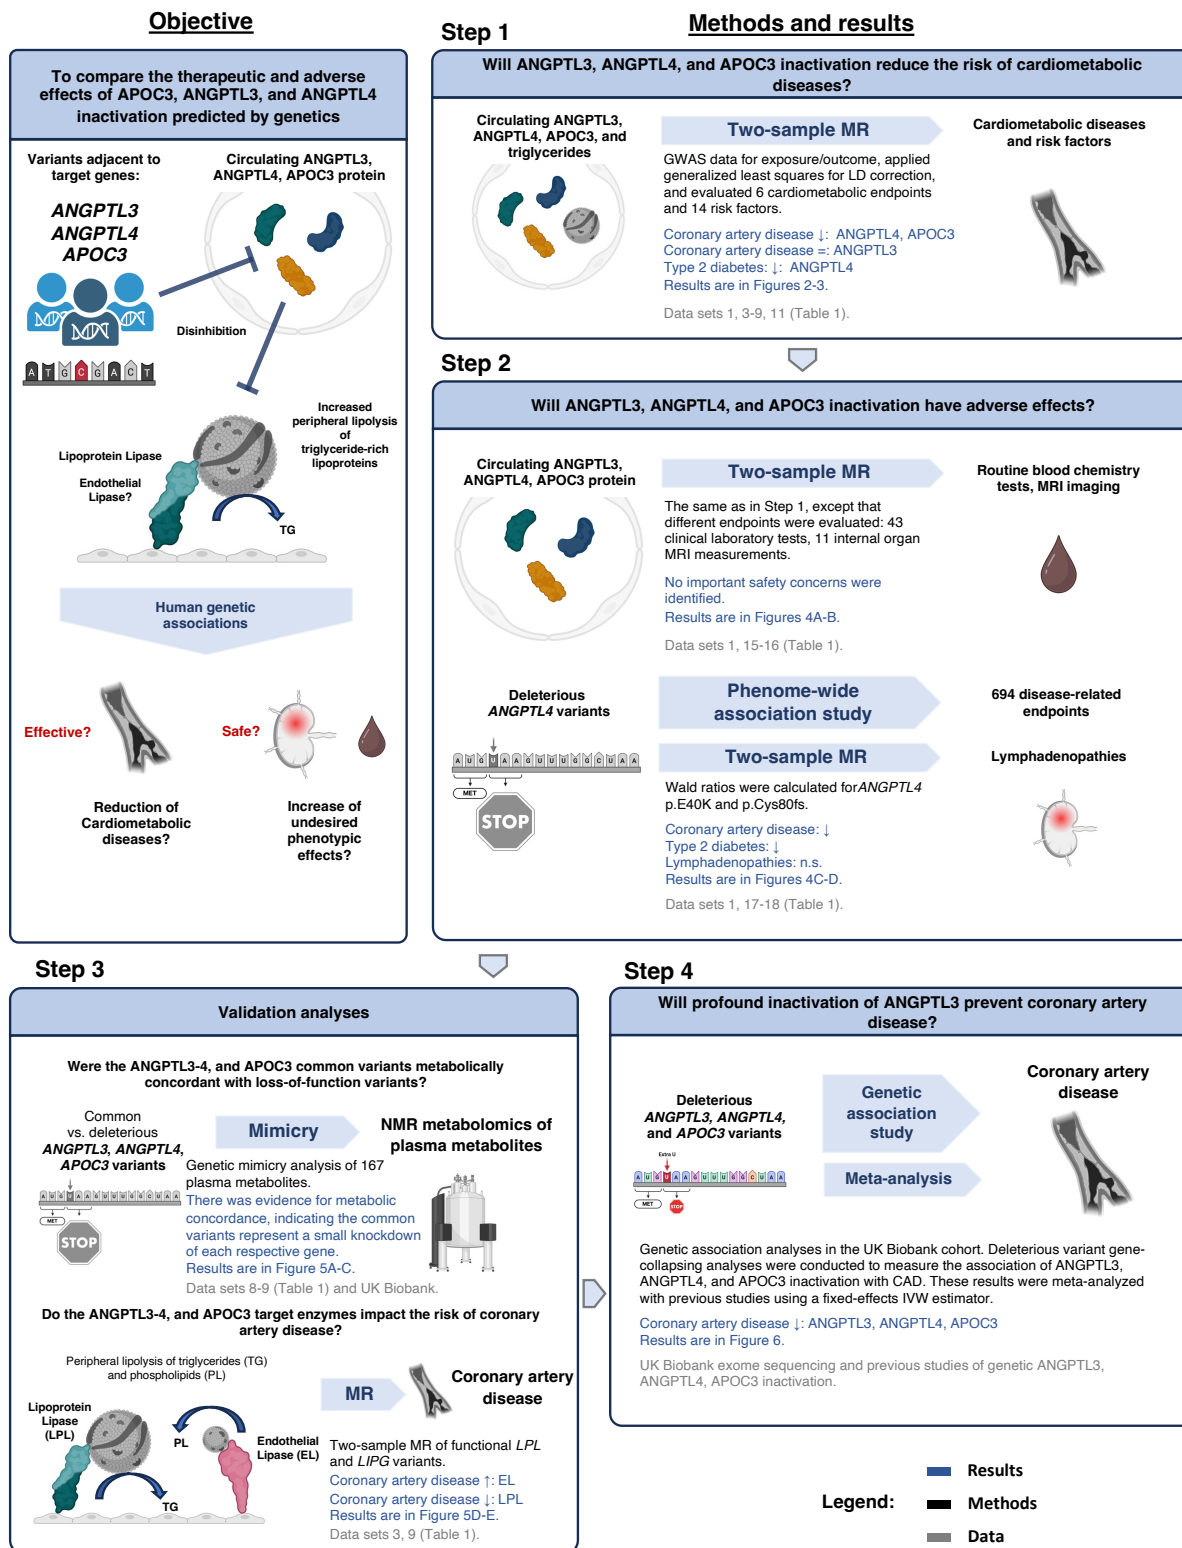 Objective
To compare the therapeutic and adverse
effects of APOC3, ANGPTL3, and ANGPTL4
inactivation predicted by genetics
Variants adjacent to
target genes:
ANGPTL3
ANGPTL4
APOC3
Circulating ANGPTL3,
ANGPTL4, APOC3 protein
Disinhibition
A T G C G A C T
Increased
peripheral lipolysis
of
triglyceride-rich
lipoproteins
Lipoprotein Lipase
Endothelial
Lipase?
TG
Human genetic
associations
Effective?
Safe?
Reduction of
Cardiometabolic
diseases?
Increase of
undesired
phenotypic
effects?
Methods and results
Step 1
Will ANGPTL3, ANGPTL4, and APOC3 inactivation reduce the risk of cardiometabolic
diseases?
Circulating ANGPTL3,
ANGPTL4, APOC3, and
triglycerides
Two-sample MR
GWAS data for exposure/outcome, applied
generalized least squares for LD correction,
and evaluated 6 cardiometabolic endpoints
and 14 risk factors.
Coronary artery disease ↓: ANGPTL4, APOC3
Coronary artery disease =: ANGPTL3
Type 2 diabetes: ↓: ANGPTL4
Results are in Figures 2-3.
Data sets 1, 3-9, 11 (Table 1).
Cardiometabolic diseases
and risk factors
Step 2
Will ANGPTL3, ANGPTL4, and APOC3 inactivation have adverse effects?
Circulating ANGPTL3,
ANGPTL4, APOC3 protein
Two-sample MR
The same as in Step 1, except that
different endpoints were evaluated: 43
clinical laboratory tests, 11 internal organ
MRI measurements.
No important safety concerns were
identified.
Results are in Figures 4A-B.
Data sets 1, 15-16 (Table 1).
Routine blood chemistry
tests, MRI imaging
Deleterious
ANGPTL4 variants
A U G U A A G U U U G G C U A A
MET
STOP
Phenome-wide
association study
694 disease-related
endpoints
Two-sample MR
Lymphadenopathies
Wald ratios were calculated forANGPTL4
p.E40K and p.Cys80fs.
Coronary artery disease: ↓
Type 2 diabetes: ↓
Lymphadenopathies: n.s.
Results are in Figures 4C-D.
Data sets 1, 17-18 (Table 1).
Step 3
Validation analyses
Were the ANGPTL3-4, and APOC3 common variants metabolically
concordant with loss-of-function variants?
Common
vs. deleterious
ANGPTL3, ANGPTL4,
APOC3 variants
A U G U A A G U U U G G C U A A
MET
STOP
Mimicry
NMR metabolomics of
plasma metabolites
Genetic mimicry analysis of 167
plasma metabolites.
There was evidence for metabolic
concordance, indicating the common
variants represent a small knockdown
of each respective gene.
Results are in Figure 5A-C.
Data sets 8-9 (Table 1) and UK Biobank.
Do the ANGPTL3-4, and APOC3 target enzymes impact the risk of coronary
artery disease?
Peripheral lipolysis of triglycerides (TG)
and phospholipids (PL)
Lipoprotein
Lipase
(LPL)
PL
Endothelial
Lipase (EL)
TG
MR
Coronary artery
disease
Two-sample MR of functional LPL
and LIPG variants.
Coronary artery disease ↑: EL
Coronary artery disease ↓: LPL
Results are in Figure 5D-E.
Data sets 3, 9 (Table 1).
Step 4
Will profound inactivation of ANGPTL3 prevent coronary artery
disease?
Deleterious
ANGPTL3, ANGPTL4,
and APOC3 variants
Extra U
A U G U A A G U U U G G C U A A
MET
STOP
Genetic
association
study
Meta-analysis
Coronary artery
disease
Genetic association analyses in the UK Biobank cohort. Deleterious variant gene-
collapsing analyses were conducted to measure the association of ANGPTL3,
ANGPTL4, and APOC3 inactivation with CAD. These results were meta-analyzed
with previous studies using a fixed-effects IVW estimator.
Coronary artery disease ↓: ANGPTL3, ANGPTL4, APOC3
Results are in Figure 6.
UK Biobank exome sequencing and previous studies of genetic ANGPTL3,
ANGPTL4, APOC3 inactivation.
Legend:
Results
Methods
Data